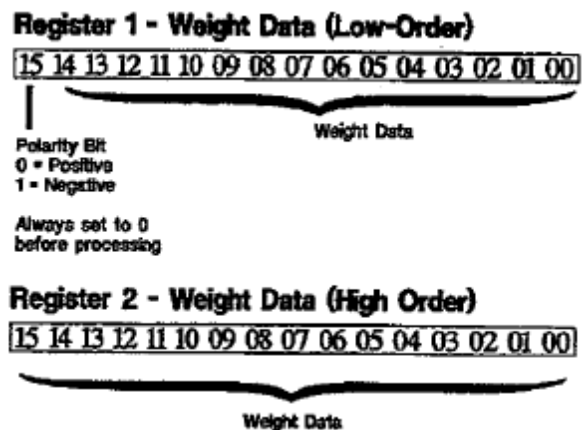 Register 1 - Weight Data (Low-Order)
15 14 13 12 11 10 09 08 07 06 05 04 03 02 01 00
Weight Data
Polarity Bit
0 = Positive
1 = Negative
Always set to 0
before processing
Register 2 - Weight Data (High Order)
15 14 13 12 11 10 09 08 07 06 05 04 03 02 01 00
Weight Data